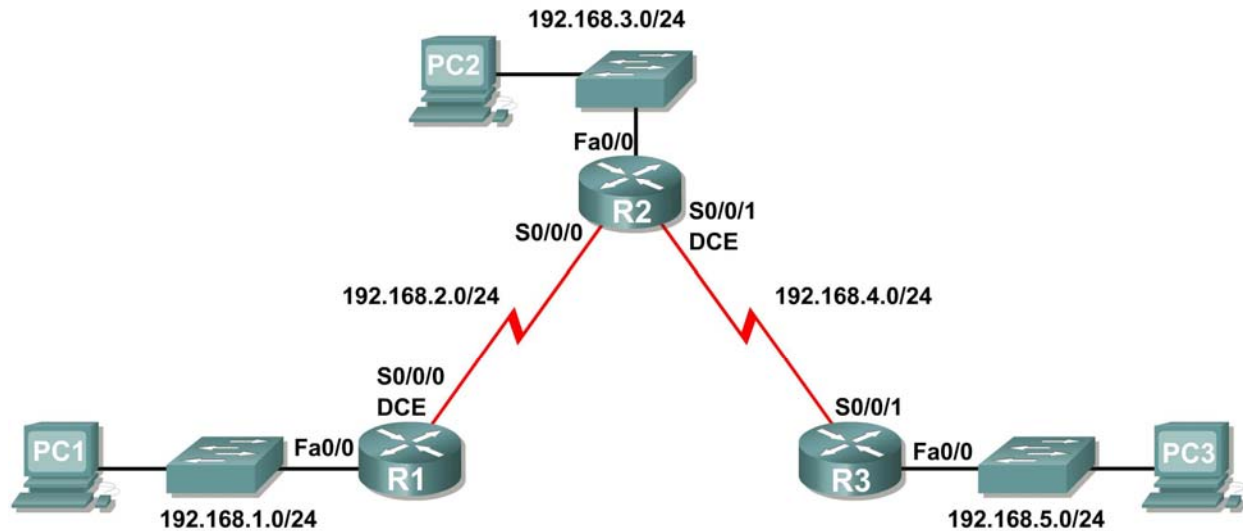 192.168.3.0/24
PC2
Fa0/0
R2
S0/0/0
S0/0/1
DCE
192.168.2.0/24
192.168.4.0/24
S0/0/0
DCE
S0/0/1
PC1
Fa0/0
R1
R3
Fa0/0
PC3
192.168.1.0/24
192.168.5.0/24